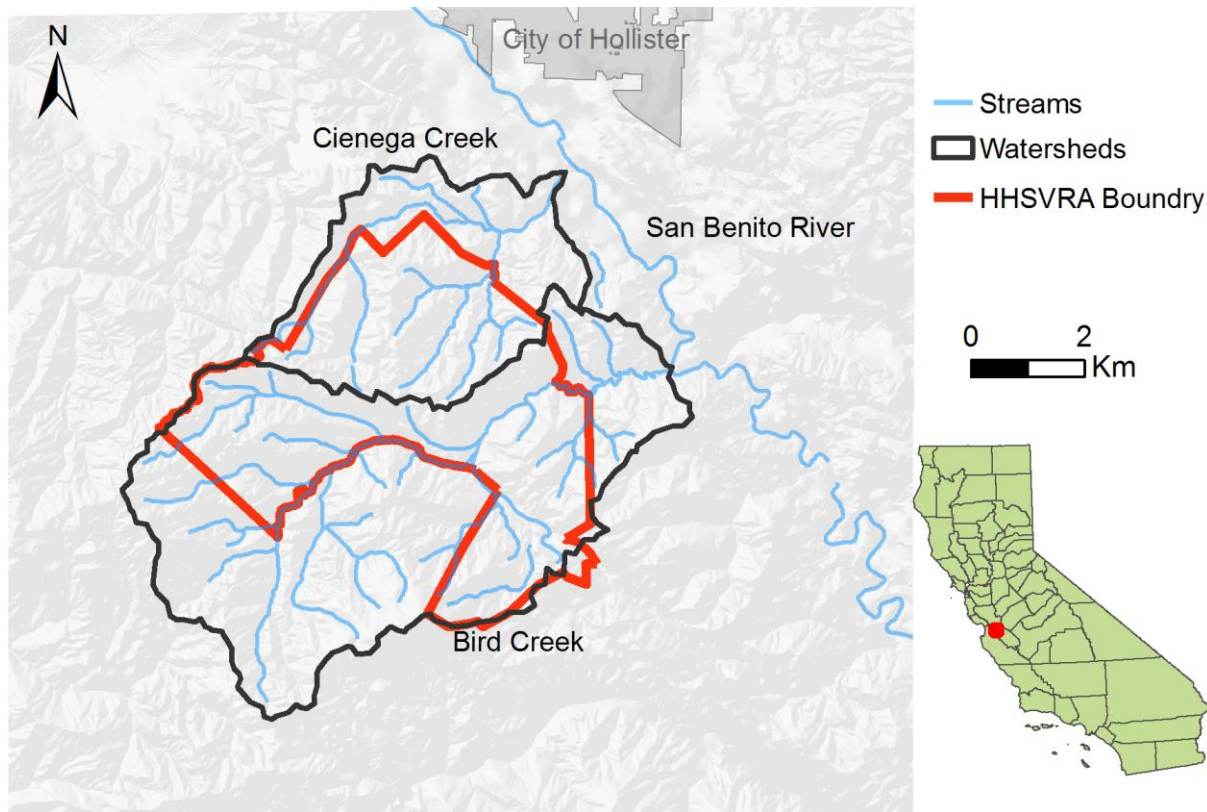 N
City of Hollister
Cienega Creek
San Benito River
Bird Creek
Streams
Watersheds
HHSVRA Boundry
0 2
Km